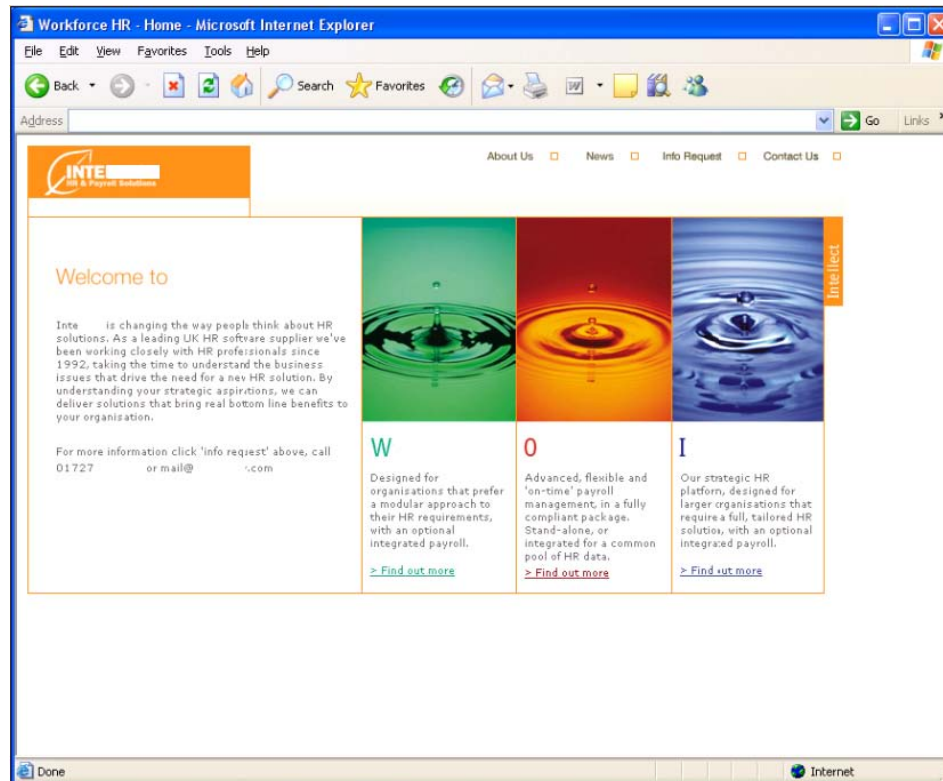 Workforce HR - Home - Microsoft Internet Explorer
File Edit View Favorites Tools Help
Back Search Favorites
Address Go Links
INTE
HR & Payroll Solutions
About Us News Info Request Contact Us
Welcome to
Inte is changing the way people think about HR
solutions. As a leading UK HR software supplier we've
been working closely with HR professionals since
1992, taking the time to understand the business
issues that drive the need for a new HR solution. By
understanding your strategic aspirations, we can
deliver solutions that bring real bottom line benefits to
your organisation.
For more information click 'info request' above, call
01727 or mail@ .com
W
Designed for
organisations that prefer
a modular approach to
their HR requirements,
with an optional
integrated payroll.
> Find out more
O
Advanced, flexible and
'on-time' payroll
management, in a fully
compliant package.
Stand-alone, or
integrated for a common
pool of HR data.
> Find out more
I
Our strategic HR
platform, designed for
larger organisations that
require a full, tailored HR
solution, with an optional
integrated payroll.
> Find out more
Intellect
Done Internet